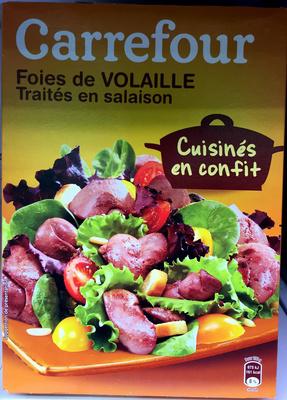 Carrefour
Foies de VOLAILLE
Traités en salaison
Cuisinés
en confit